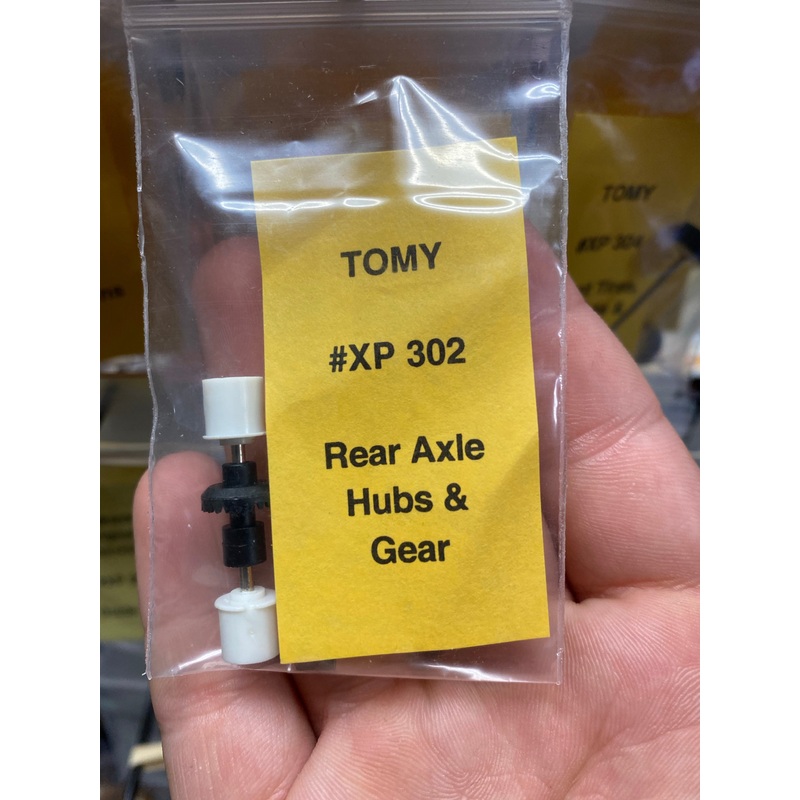 TOMY
#XP 302
Rear Axle
Hubs &
Gear
TOMY
#XP 304